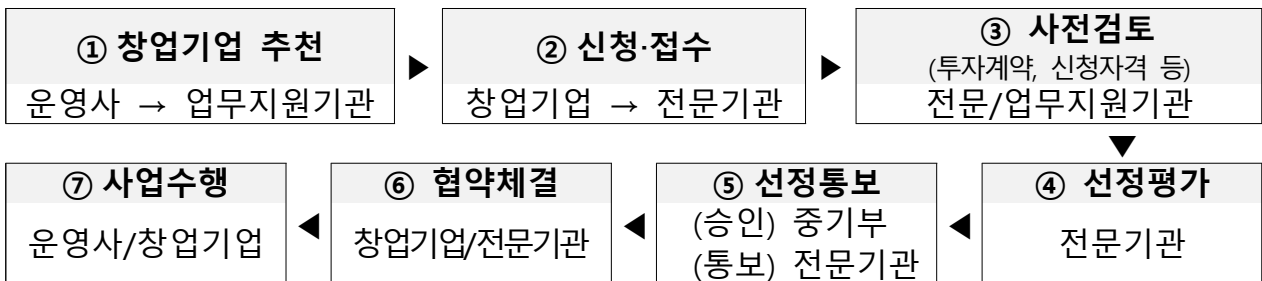 ① 창업기업 추천
운영사 → 업무지원기관
▶
② 신청·접수
창업기업 → 전문기관
▶
③ 사전검토
(투자계약, 신청자격 등)
전문/업무지원기관
▼
④ 선정평가
전문기관
◀
⑤ 선정통보
(승인) 중기부
(통보) 전문기관
◀
⑥ 협약체결
창업기업/전문기관
◀
⑦ 사업수행
운영사/창업기업